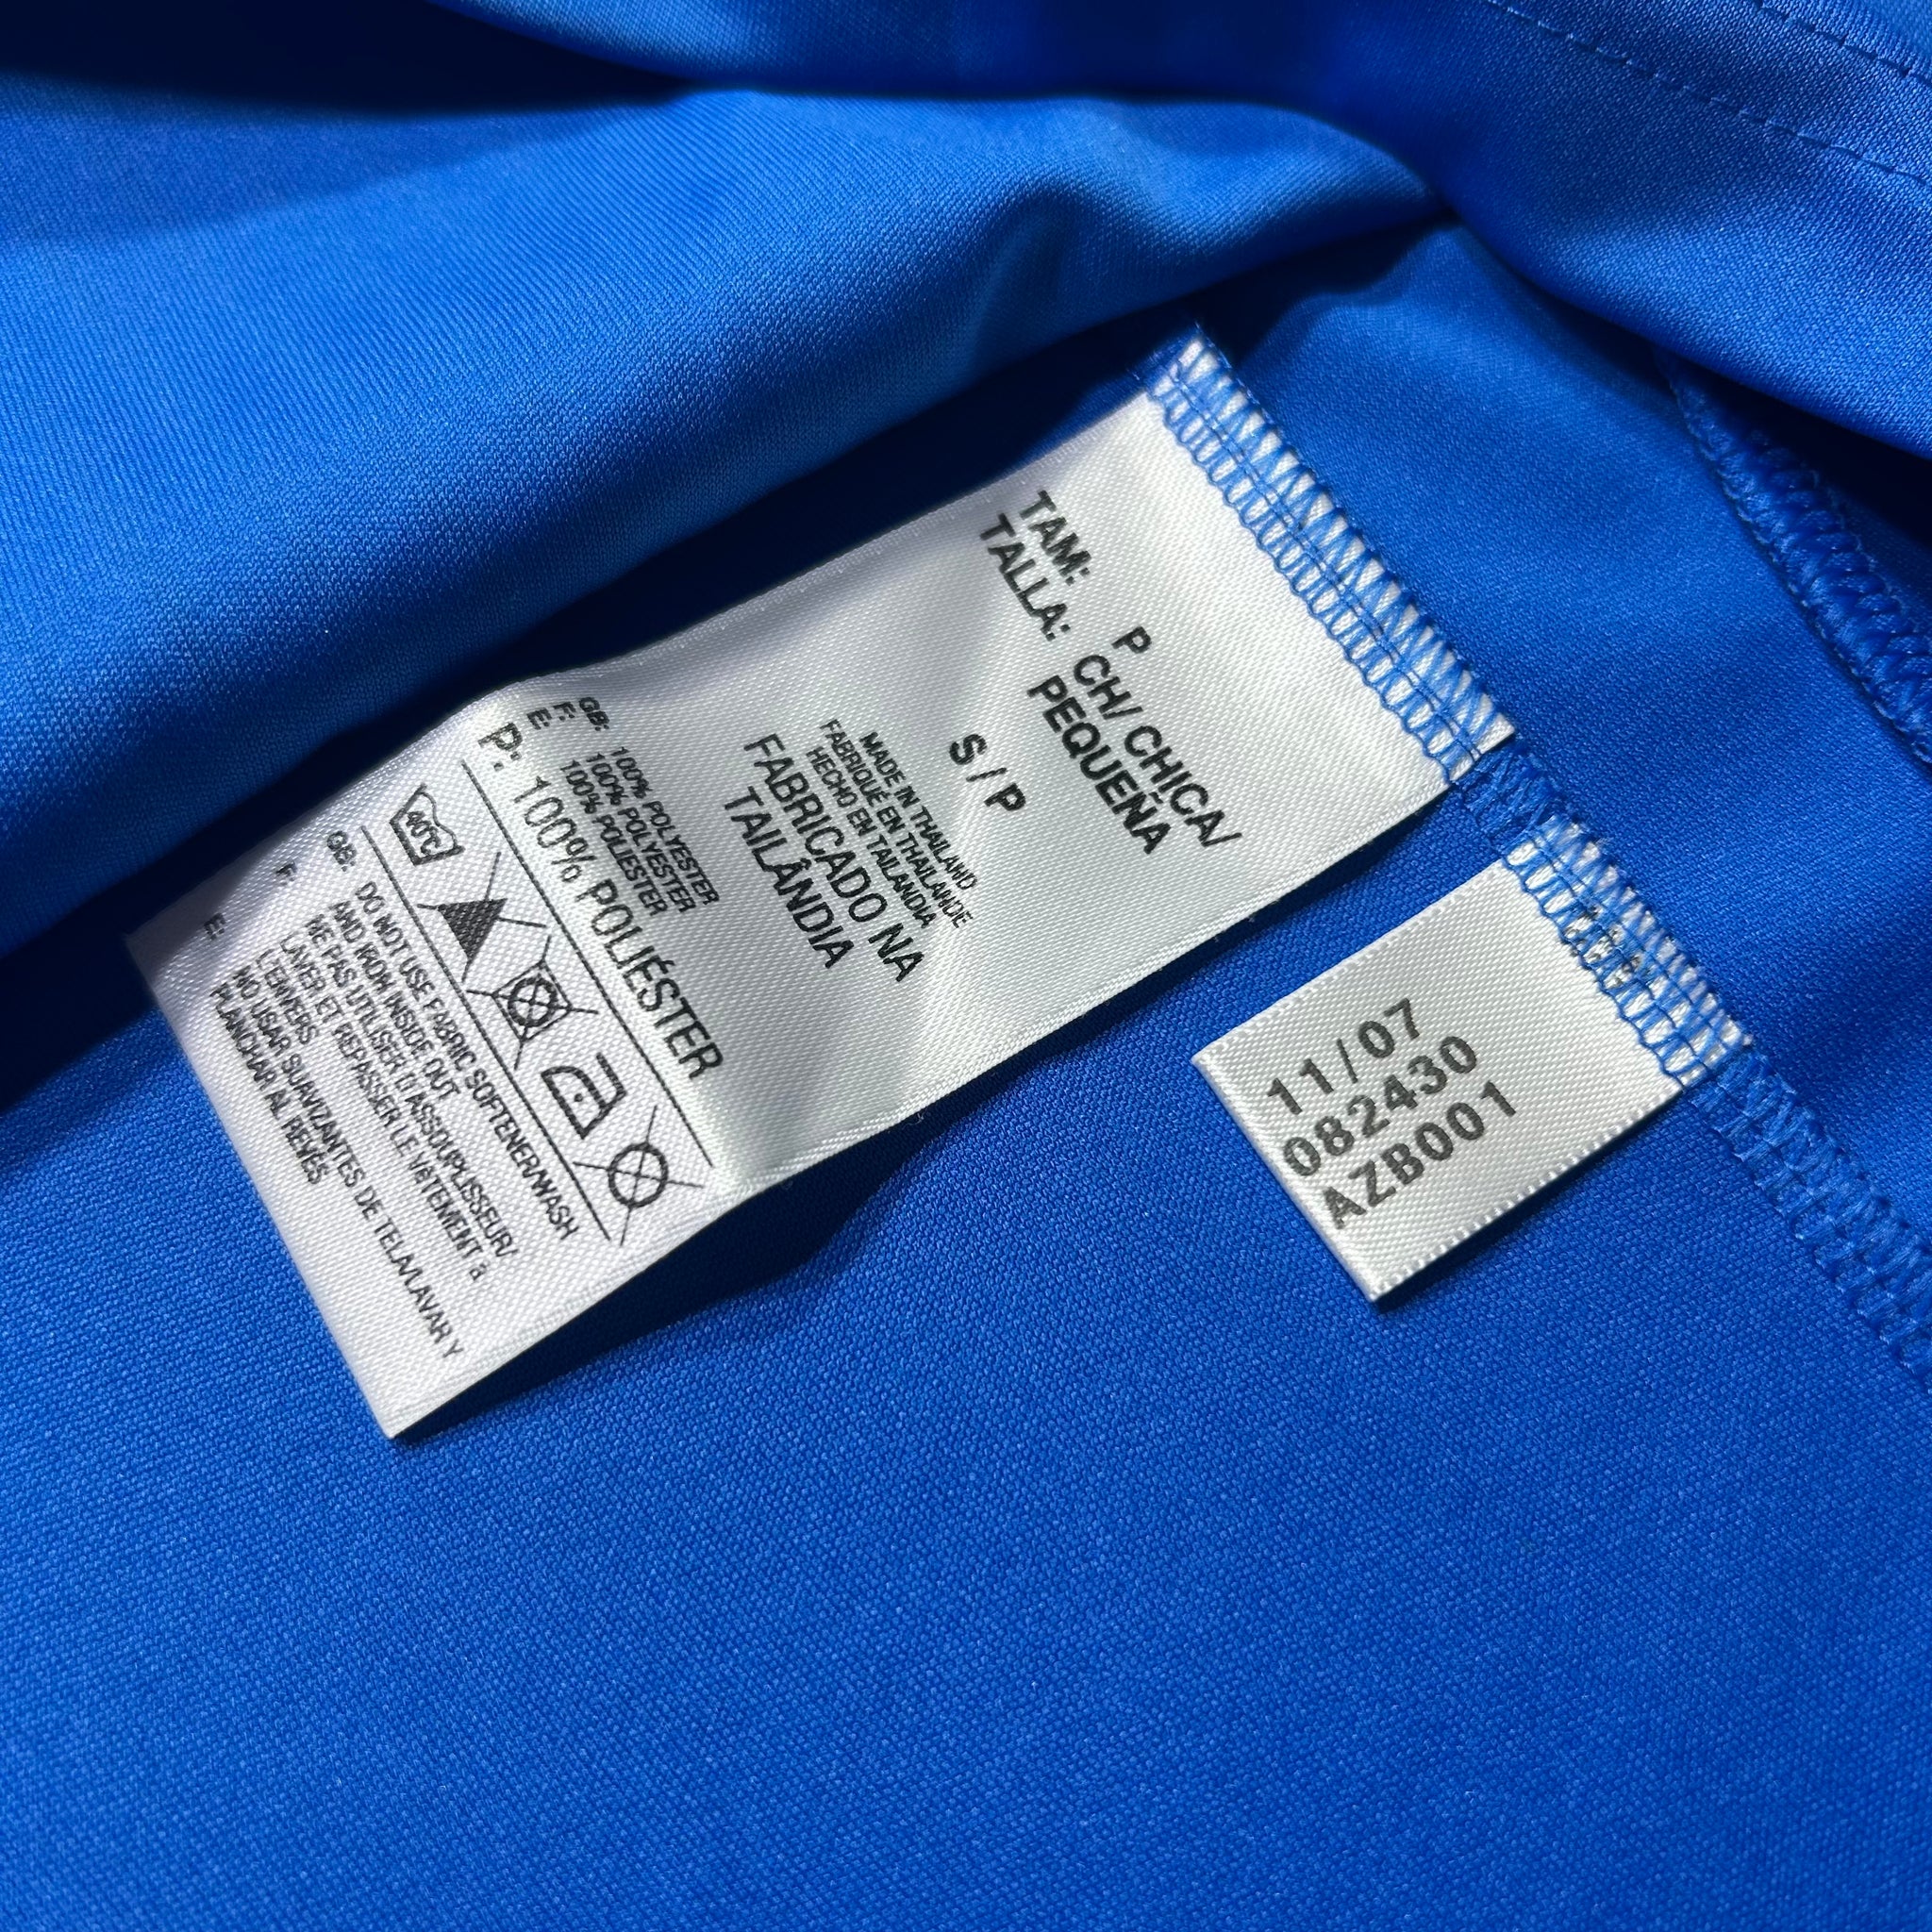 TAM: P
TALLA: CH/ CHICA/
PEQUEÑA
S / P
MADE IN THAILAND
FABRIQUÉ EN THAILANDE
HECHO EN TAILANDIA
FABRICADO NA
TAILÂNDIA
GB: 100% POLYESTER
F: 100% POLYESTER
E: 100% POLIESTER
P: 100% POLIÉSTER
40°C
GB: DO NOT USE FABRIC SOFTENER/WASH
AND IRON INSIDE OUT
F: NE PAS UTILISER D'ASSOUPLISSEUR/
LAVER ET REPASSER LE VÊTEMENT à
L'ENVERS
E: NO USAR SUAVIZANTES DE TELA/LAVAR Y
PLANCHAR AL REVÉS
11/07
082430
AZB001